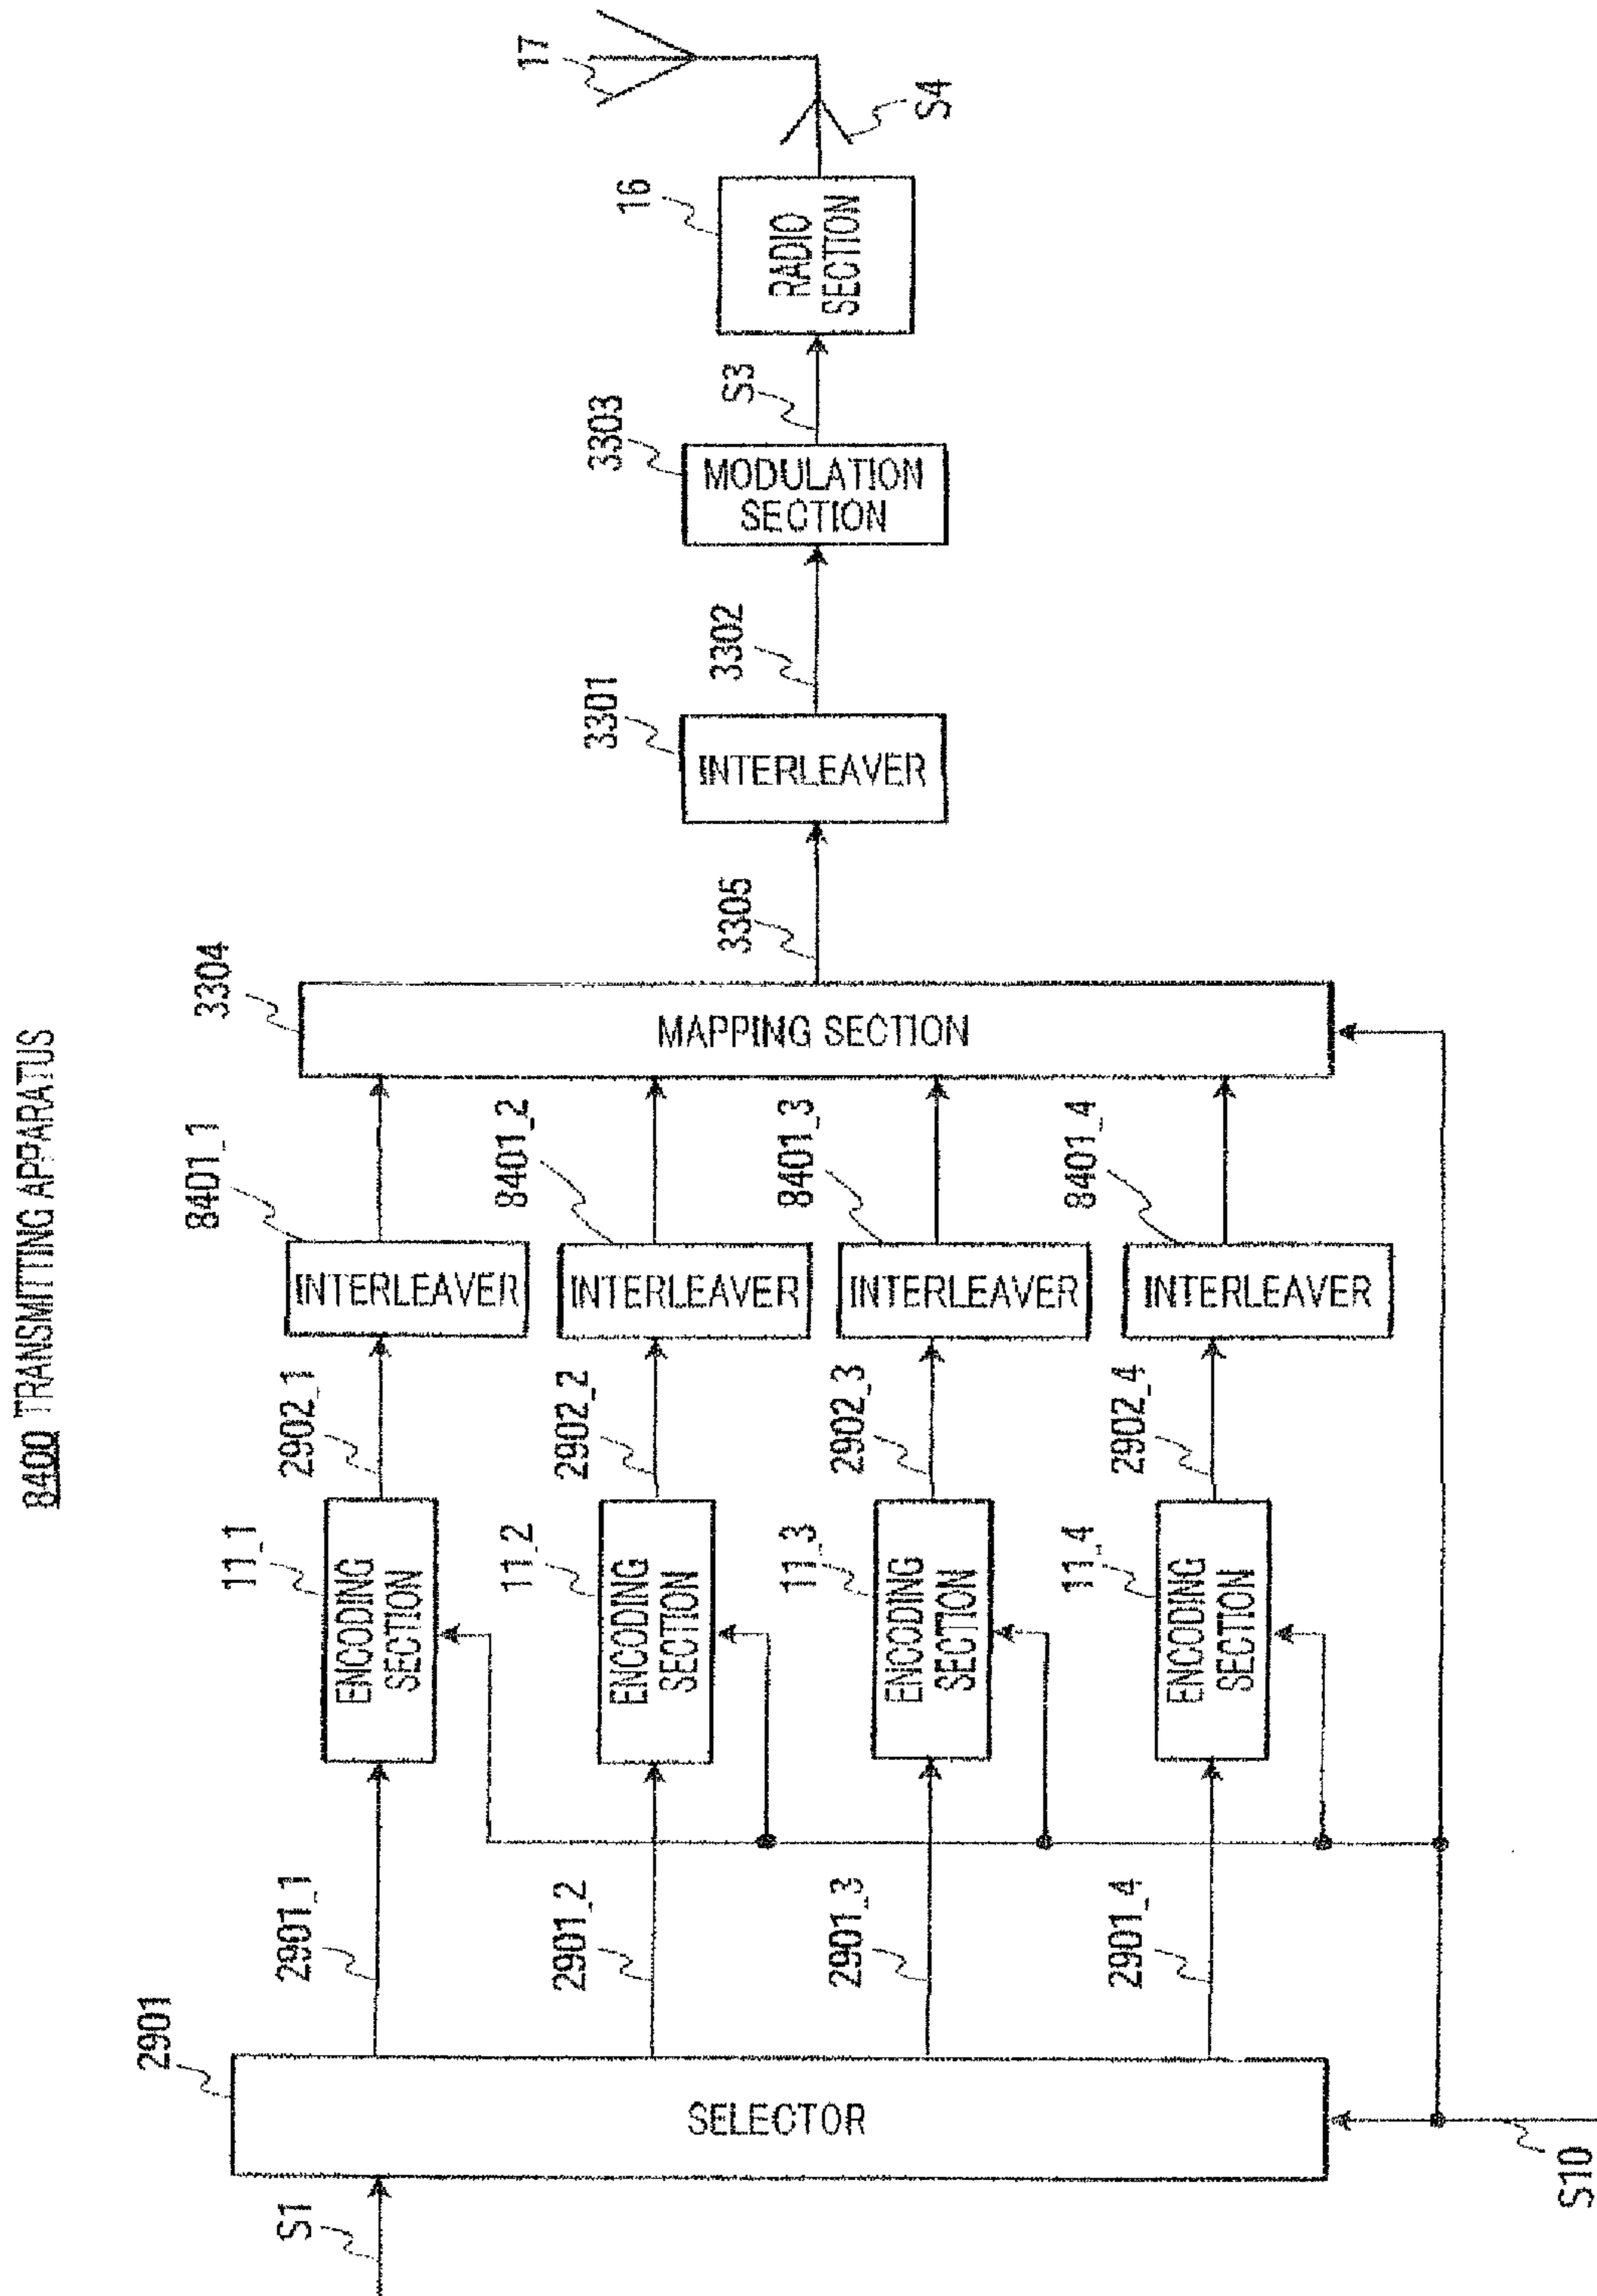 8400 TRANSMITTING APPARATUS
S1
2901
SELECTOR
S10
2901_1
2901_2
2901_3
2901_4
11_1
ENCODING
SECTION
11_2
ENCODING
SECTION
11_3
ENCODING
SECTION
11_4
ENCODING
SECTION
2902_1
2902_2
2902_3
2902_4
INTERLEAVER
INTERLEAVER
INTERLEAVER
INTERLEAVER
8401_1
8401_2
8401_3
8401_4
3304
MAPPING SECTION
3305
3301
INTERLEAVER
3302
3303
MODULATION
SECTION
S3
16
RADIO
SECTION
S4
17